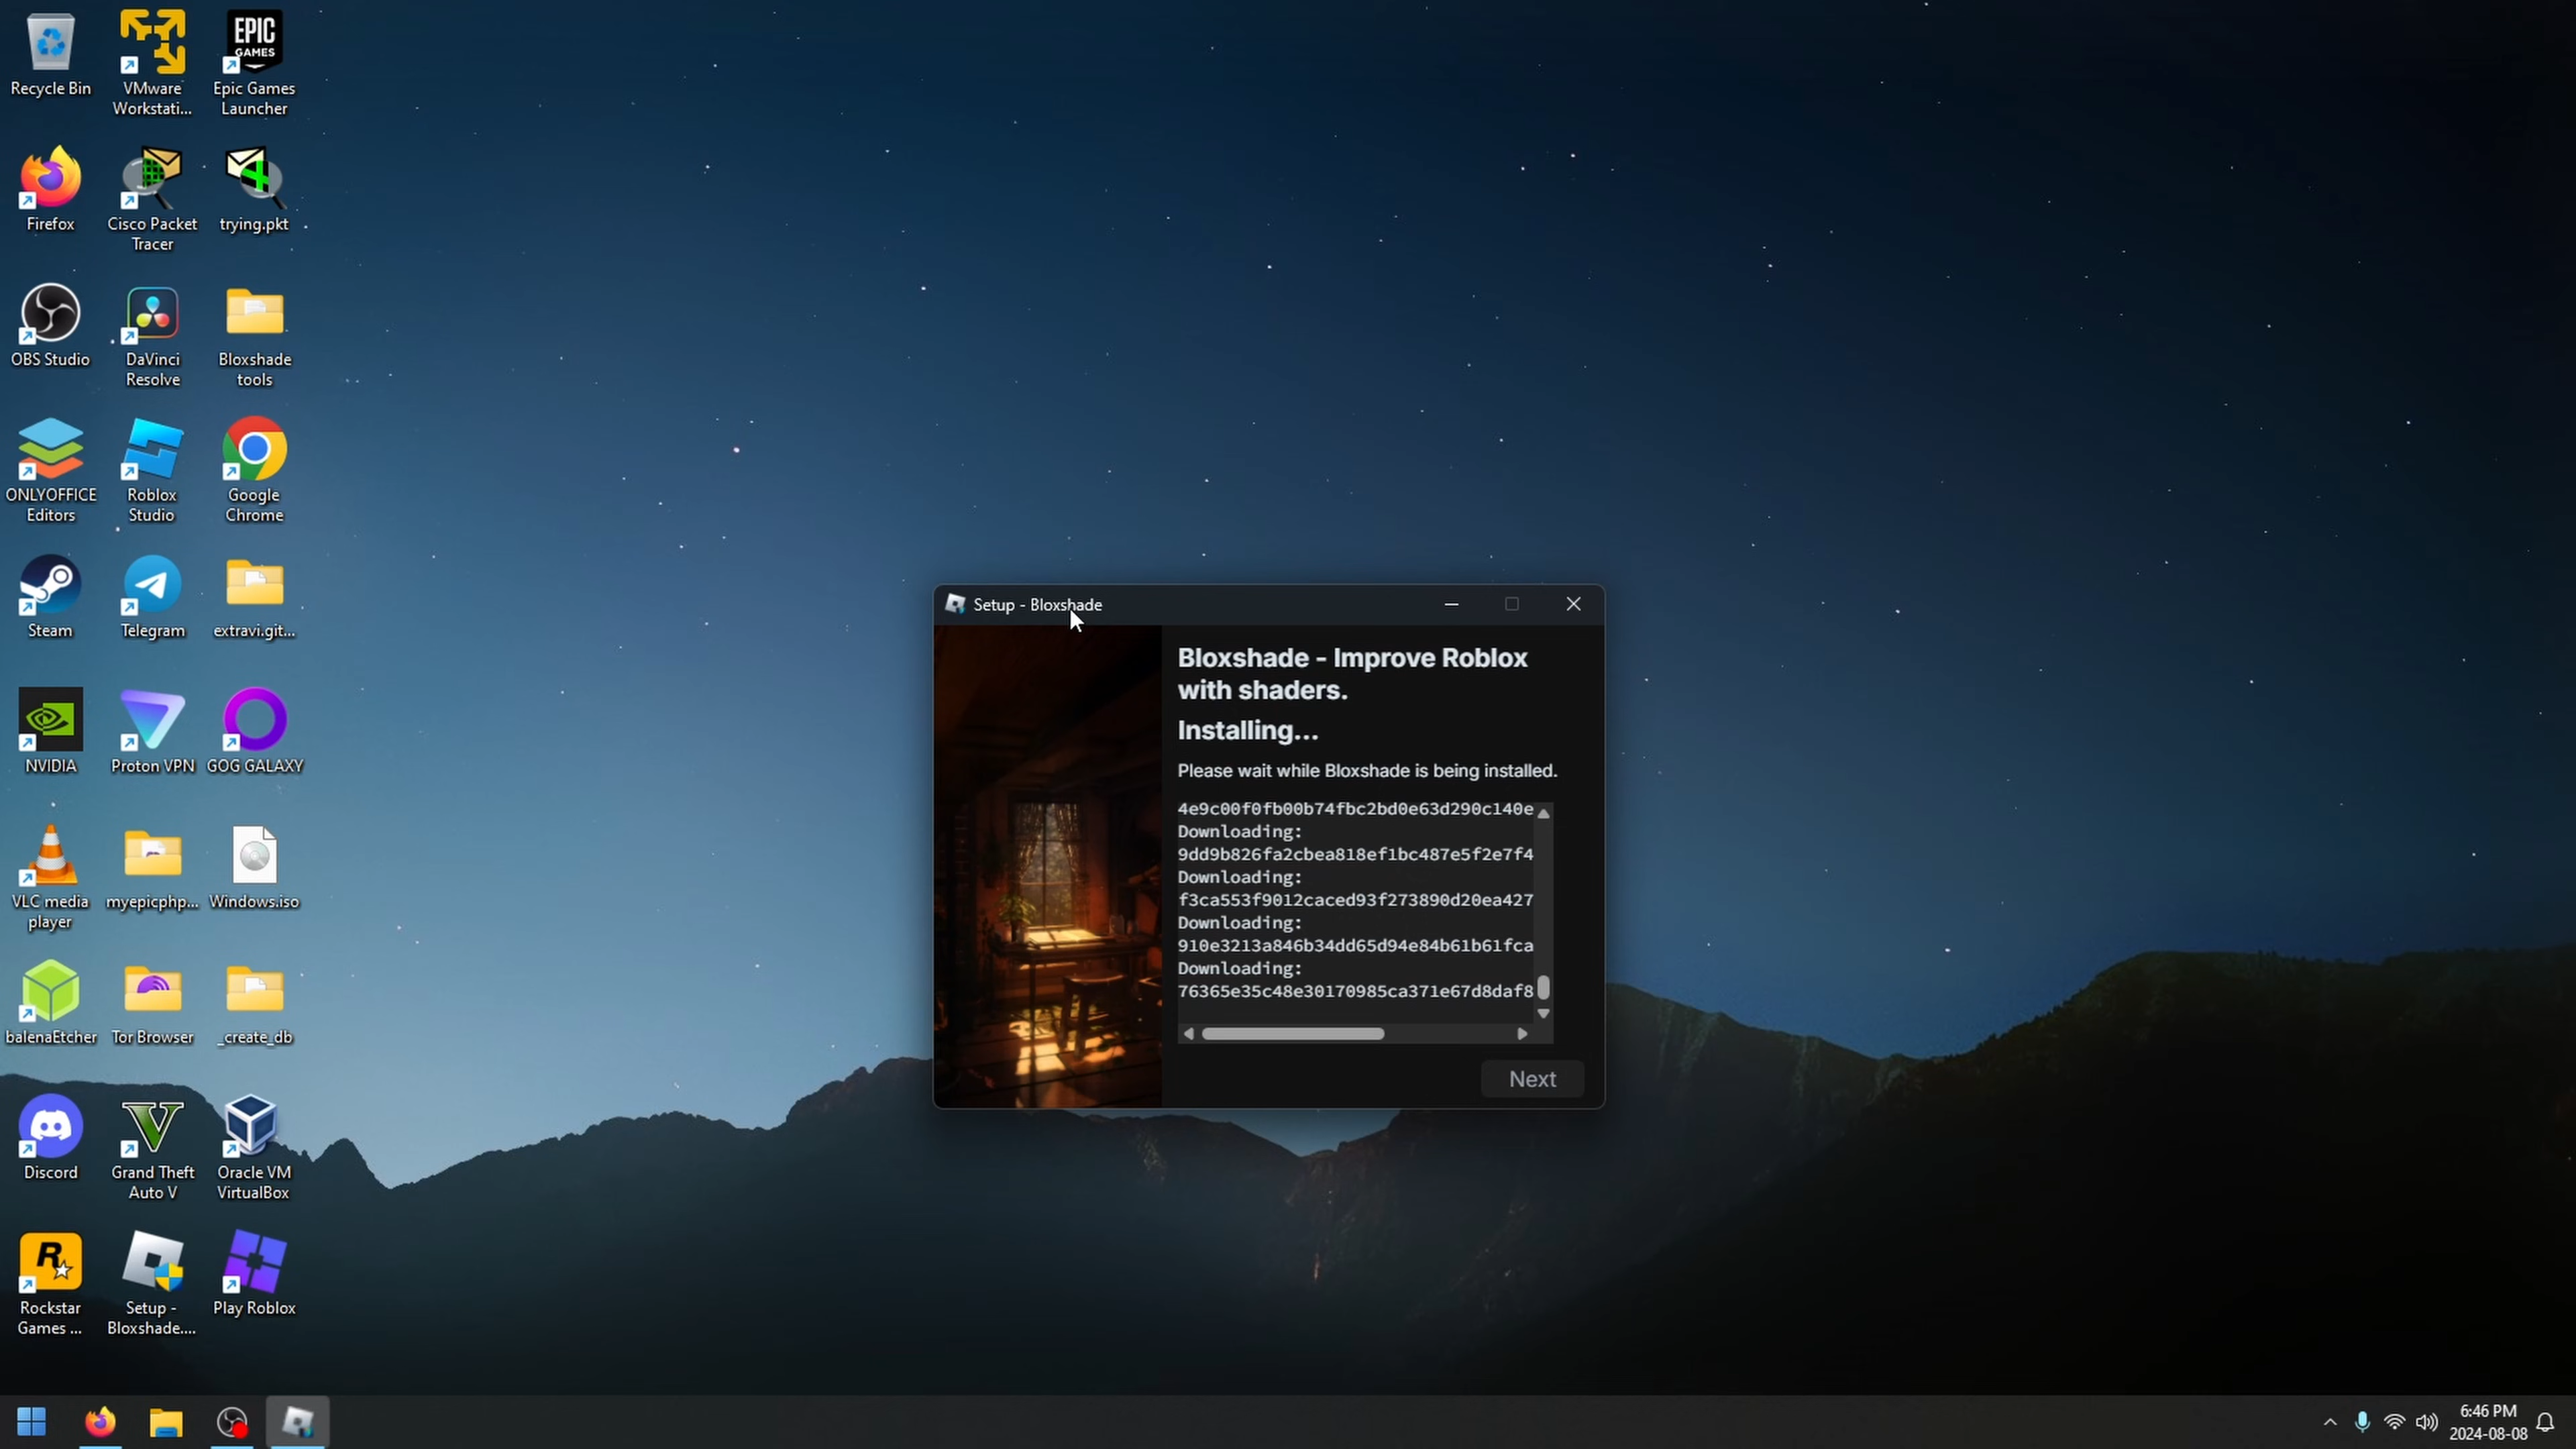 Recycle Bin
VMware
Workstati...
EPIC
GAMES
Epic Games
Launcher
Firefox
Cisco Packet
Tracer
trying.pkt
OBS Studio
DaVinci
Resolve
Bloxshade
tools
ONLYOFFICE
Editors
Roblox
Studio
Google
Chrome
Steam
Telegram
extravi.git...
NVIDIA
Proton VPN
GOG GALAXY
VLC media
player
myepicphp...
Windows.iso
balenaEtcher
Tor Browser
_create_db
Discord
Grand Theft
Auto V
Oracle VM
VirtualBox
Rockstar
Games ...
Setup -
Bloxshade....
Play Roblox
Setup - Bloxshade
Bloxshade - Improve Roblox
with shaders.
Installing...
Please wait while Bloxshade is being installed.
4e9c00f0fb00b74fbc2bd0e63d290c140e
Downloading:
9dd9b826fa2cbea818ef1bc487e5f2e7f4
Downloading:
f3ca553f9012caced93f273890d20ea427
Downloading:
910e3213a846b34dd65d94e84b61b61fca
Downloading:
76365e35c48e30170985ca371e67d8daf8
Next
6:46 PM
2024-08-08